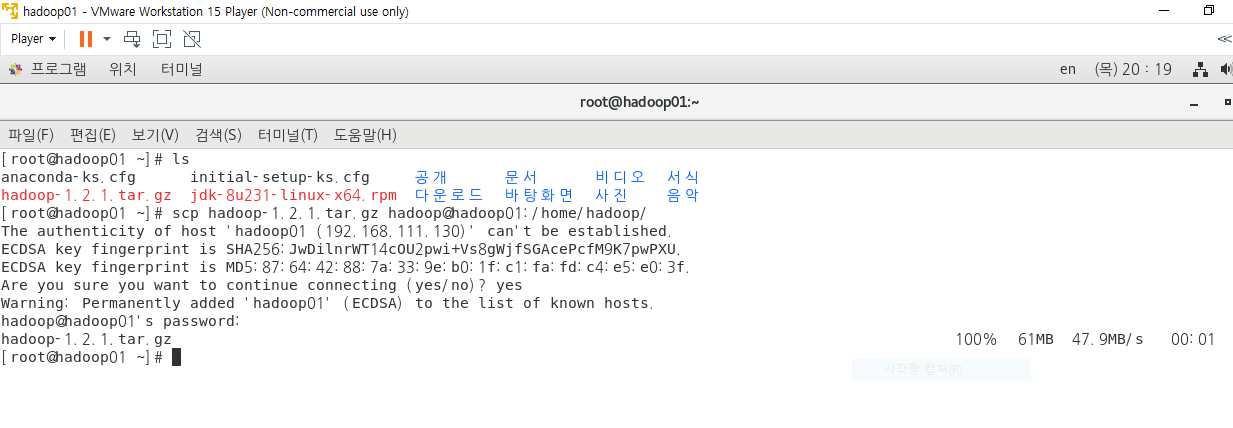 hadoop01 - VMware Workstation 15 Player (Non-commercial use only)
Player
프로그램 위치 터미널 en (목) 20 : 19
root@hadoop01:~
파일(F) 편집(E) 보기(V) 검색(S) 터미널(T) 도움말(H)
[root@hadoop01 ~]# ls
anaconda-ks.cfg initial-setup-ks.cfg 공개 문서 비디오 서식
hadoop-1.2.1.tar.gz jdk-8u231-linux-x64.rpm 다운로드 바탕화면 사진 음악
[root@hadoop01 ~]# scp hadoop-1.2.1.tar.gz hadoop@hadoop01:/home/hadoop/
The authenticity of host 'hadoop01 (192.168.111.130)' can't be established.
ECDSA key fingerprint is SHA256:JwDilnrWT14cOU2pwi+Vs8gWjfSGAcePcfM9K7pwPXU.
ECDSA key fingerprint is MD5:87:64:42:88:7a:33:9e:b0:1f:c1:fa:fd:c4:e5:e0:3f.
Are you sure you want to continue connecting (yes/no)? yes
Warning: Permanently added 'hadoop01' (ECDSA) to the list of known hosts.
hadoop@hadoop01's password:
hadoop-1.2.1.tar.gz 100% 61MB 47.9MB/s 00:01
[root@hadoop01 ~]#
사각형 캡처(R)